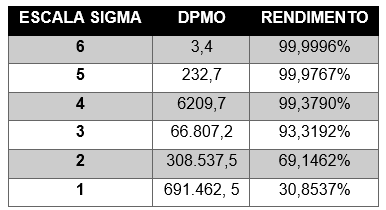 ESCALA SIGMA DPMO RENDIMENTO
6 3,4 99,9996%
5 232,7 99,9767%
4 6209,7 99,3790%
3 66.807,2 93,3192%
2 308.537,5 69,1462%
1 691.462, 5 30,8537%